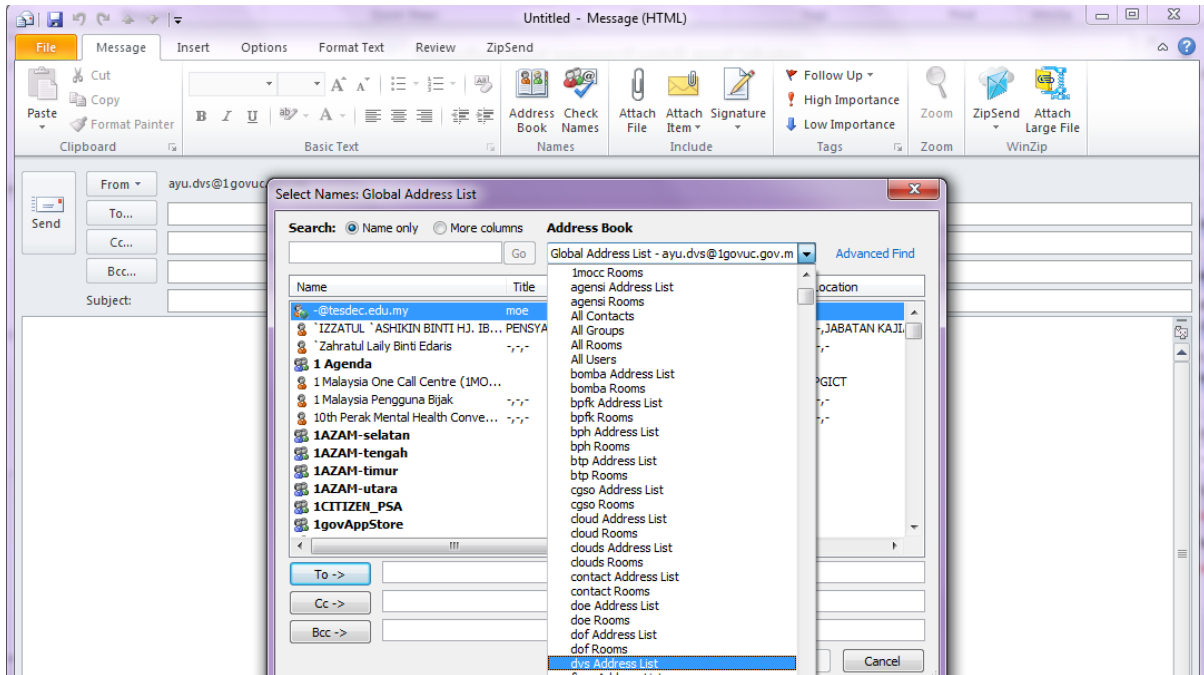 Untitled - Message (HTML)
File Message Insert Options Format Text Review ZipSend
Paste
Cut
Copy
Format Painter
Clipboard
B I U
Basic Text
Address Book
Check Names
Names
Attach File
Attach Item
Signature
Include
Follow Up
High Importance
Low Importance
Tags
Zoom
Zoom
ZipSend
Attach Large File
WinZip
Send
From
ayu.dvs@1govuc
To...
Cc...
Bcc...
Subject:
Select Names: Global Address List
Search: Name only More columns
Address Book
Go
Global Address List - ayu.dvs@1govuc.gov.m
Advanced Find
Name Title Location
-@tesdec.edu.my moe
`IZZATUL `ASHIKIN BINTI HJ. IB... PENSYA -,JABATAN KAJI
`Zahratul Laily Binti Edaris -,-,- -,-
1 Agenda
1 Malaysia One Call Centre (1MO... PGICT
1 Malaysia Pengguna Bijak -,-,- -,-
10th Perak Mental Health Conve... -,-,- -,-
1AZAM-selatan
1AZAM-tengah
1AZAM-timur
1AZAM-utara
1CITIZEN_PSA
1govAppStore
1mocc Rooms
agensi Address List
agensi Rooms
All Contacts
All Groups
All Rooms
All Users
bomba Address List
bomba Rooms
bpfk Address List
bpfk Rooms
bph Address List
bph Rooms
btp Address List
btp Rooms
cgso Address List
cgso Rooms
cloud Address List
cloud Rooms
clouds Address List
clouds Rooms
contact Address List
contact Rooms
doe Address List
doe Rooms
dof Address List
dof Rooms
dvs Address List
To ->
Cc ->
Bcc ->
Cancel